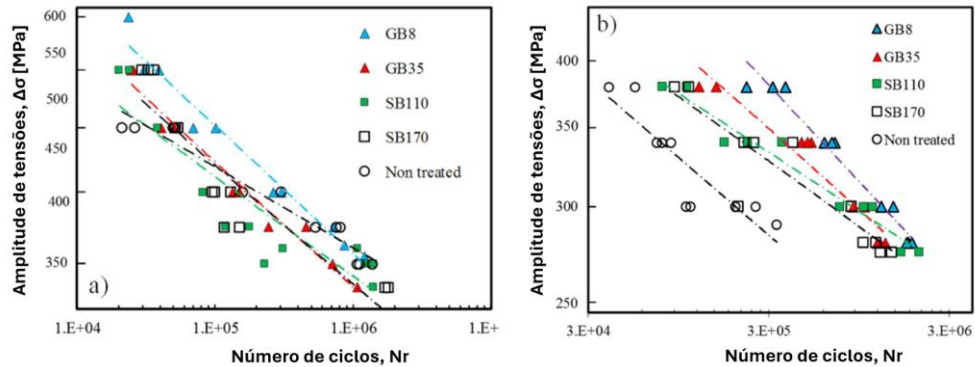 a)
600
550
500
450
400
350
Amplitude de tensões, Δσ [MPa]
GB8
GB35
SB110
SB170
Non treated
1.E+04
1.E+05
1.E+06
1.E+
Número de ciclos, Nr
b)
400
350
300
250
Amplitude de tensões, Δσ [MPa]
GB8
GB35
SB110
SB170
Non treated
3.E+04
3.E+05
3.E+06
Número de ciclos, Nr